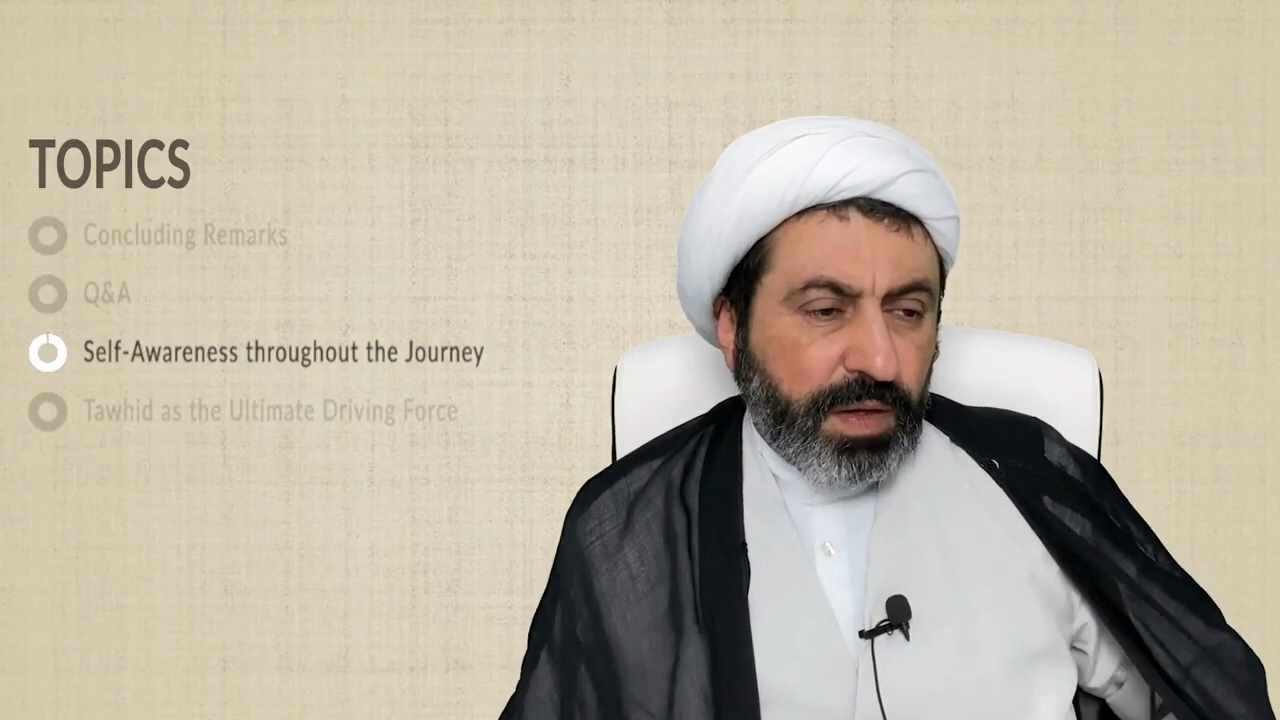 TOPICS
Concluding Remarks
Q&A
Self-Awareness throughout the Journey
Tawhid as the Ultimate Driving Force